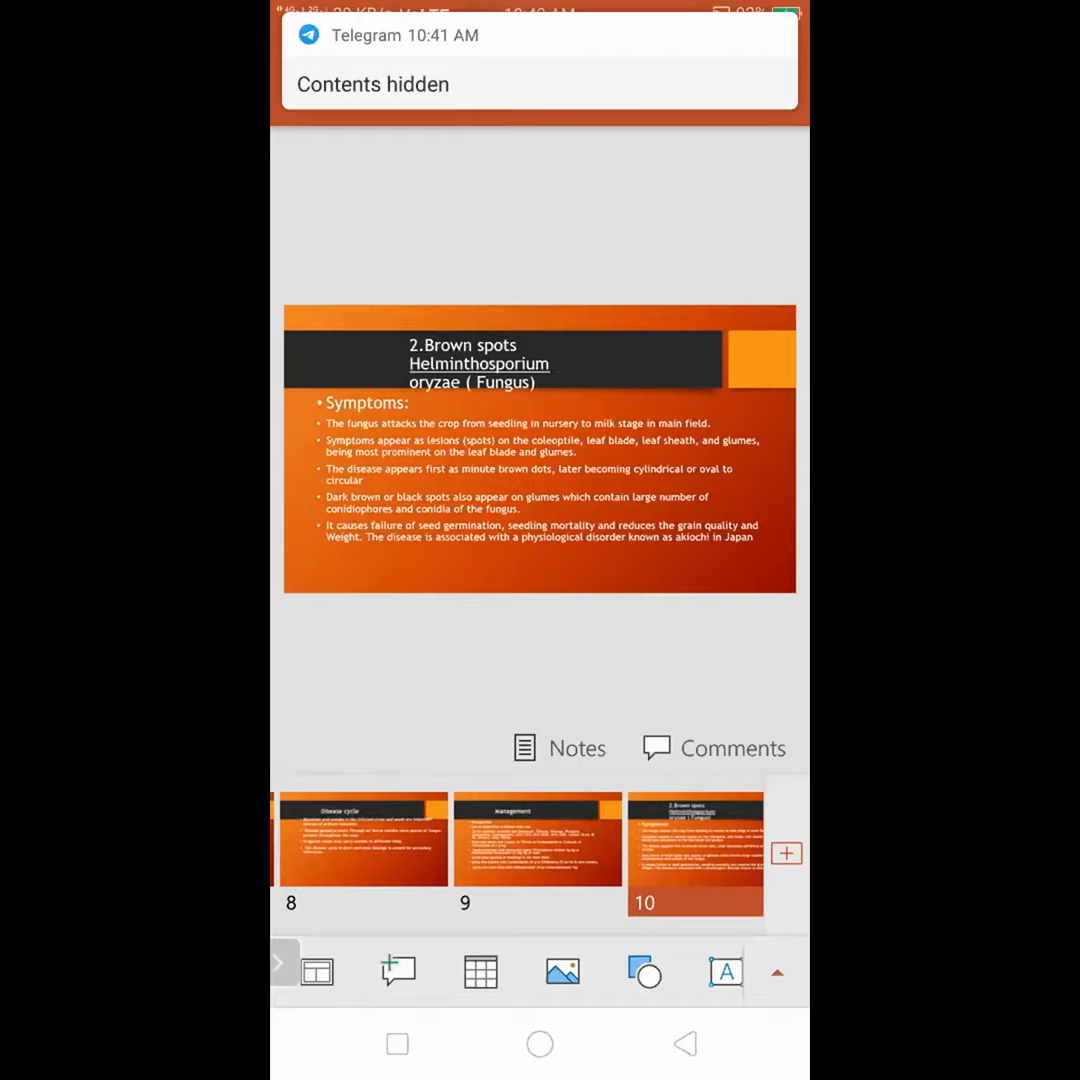 Telegram 10:41 AM
Contents hidden
2.Brown spots
Helminthosporium
oryzae ( Fungus)
• Symptoms:
• The fungus attacks the crop from seedling in nursery to milk stage in main field.
• Symptoms appear as lesions (spots) on the coleoptile, leaf blade, leaf sheath, and glumes,
being most prominent on the leaf blade and glumes.
• The disease appears first as minute brown dots, later becoming cylindrical or oval to
circular
• Dark brown or black spots also appear on glumes which contain large number of
conidiophores and conidia of the fungus.
• It causes failure of seed germination, seedling mortality and reduces the grain quality and
Weight. The disease is associated with a physiological disorder known as akiochi in Japan
Notes
Comments
Disease cycle
Management
2.Brown spots
Helminthosporium
oryzae ( Fungus)
8
9
10
A